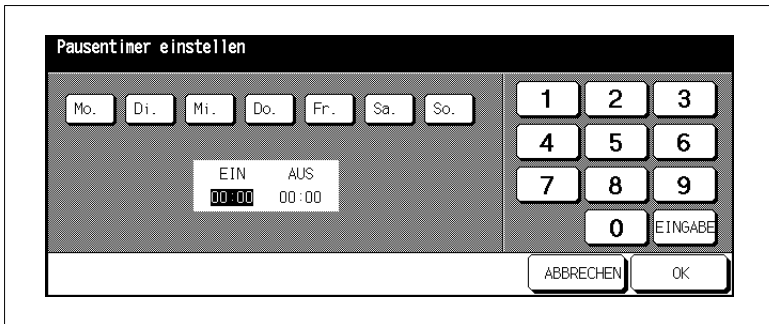 Pausentimer einstellen
Mo. Di. Mi. Do. Fr. Sa. So.
EIN AUS
00:00 00:00
1 2 3
4 5 6
7 8 9
0 EINGABE
ABBRECHEN OK